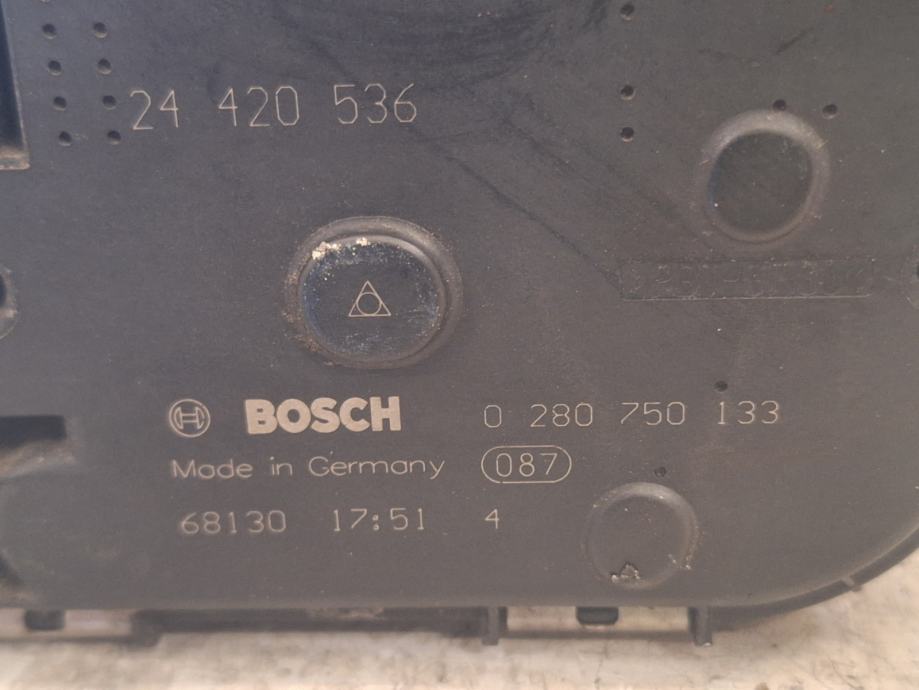 24 420 536
BOSCH 0 280 750 133
Made in Germany 087
68130 17:51 4